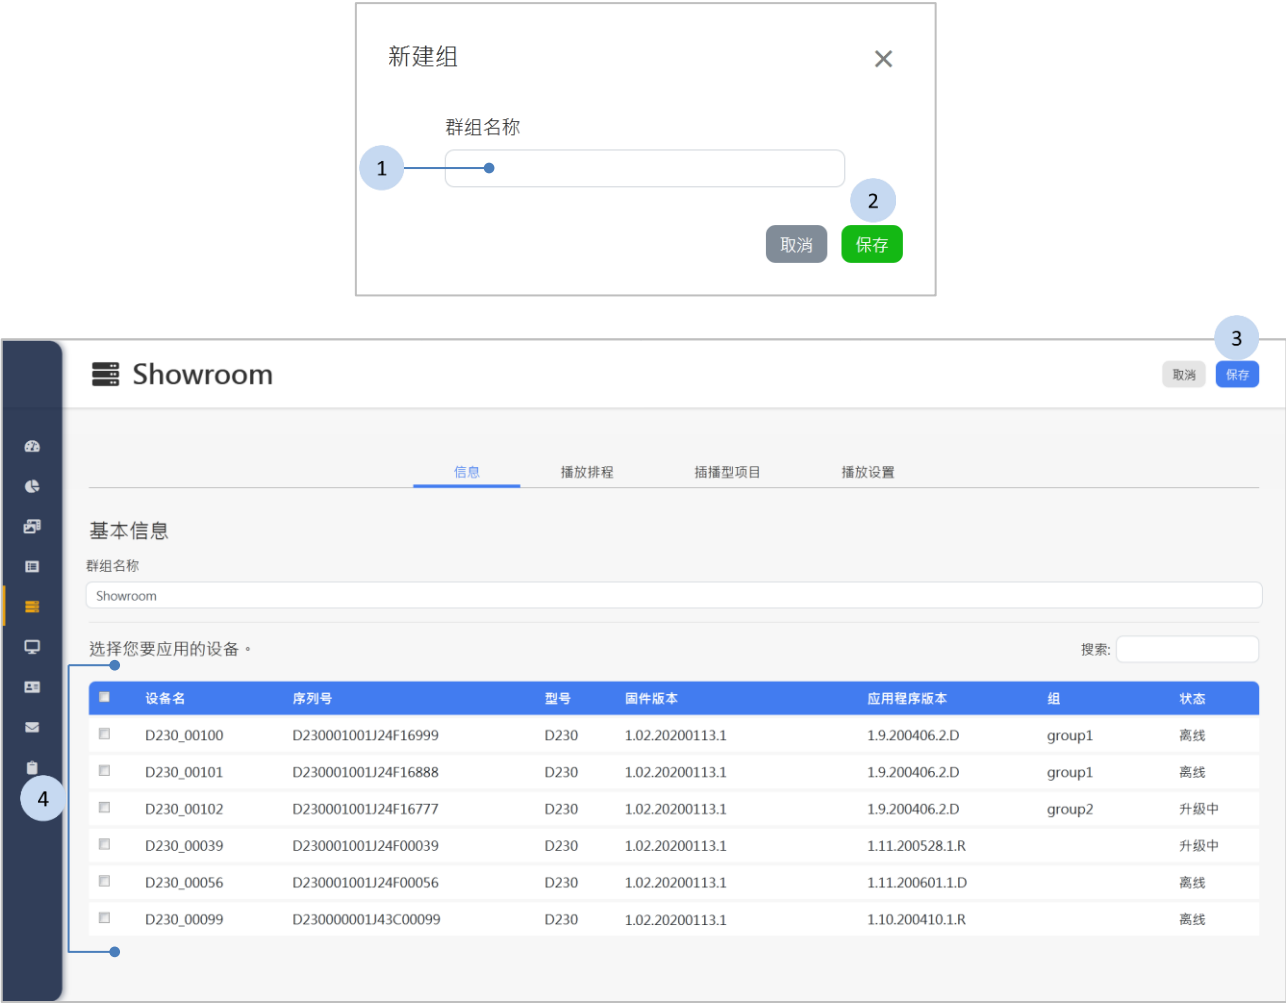 新建组
群组名称
1
2
取消 保存
3
Showroom
取消 保存
信息 播放排程 插播型项目 播放设置
基本信息
群组名称
Showroom
选择您要应用的设备。 搜索:
设备名 序列号 型号 固件版本 应用程序版本 组 状态
D230_00100 D230001001J24F16999 D230 1.02.20200113.1 1.9.200406.2.D group1 离线
D230_00101 D230001001J24F16888 D230 1.02.20200113.1 1.9.200406.2.D group1 离线
4
D230_00102 D230001001J24F16777 D230 1.02.20200113.1 1.9.200406.2.D group2 升級中
D230_00039 D230001001J24F00039 D230 1.02.20200113.1 1.11.200528.1.R 升級中
D230_00056 D230001001J24F00056 D230 1.02.20200113.1 1.11.200601.1.D 离线
D230_00099 D230000001J43C00099 D230 1.02.20200113.1 1.10.200410.1.R 离线